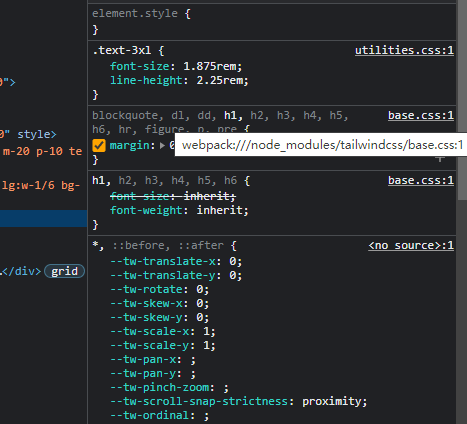 element.style {
}
.text-3xl {
utilities.css:1
font-size: 1.875rem;
line-height: 2.25rem;
}
0">
blockquote, dl, dd, h1, h2, h3, h4, h5,
base.css:1
h6, hr, figure, p, pre
0" style>
margin:
webpack:///node_modules/tailwindcss/base.css:1
m-20 p-10 te
}
h1, h2, h3, h4, h5, h6 {
base.css:1
lg:w-1/6 bg-
font-size: inherit;
font-weight: inherit;
}
*, ::before, ::after {
<no source>:1
--tw-translate-x: 0;
…</div> grid
--tw-translate-y: 0;
--tw-rotate: 0;
--tw-skew-x: 0;
--tw-skew-y: 0;
--tw-scale-x: 1;
--tw-scale-y: 1;
--tw-pan-x: ;
--tw-pan-y: ;
--tw-pinch-zoom: ;
--tw-scroll-snap-strictness: proximity;
--tw-ordinal: ;